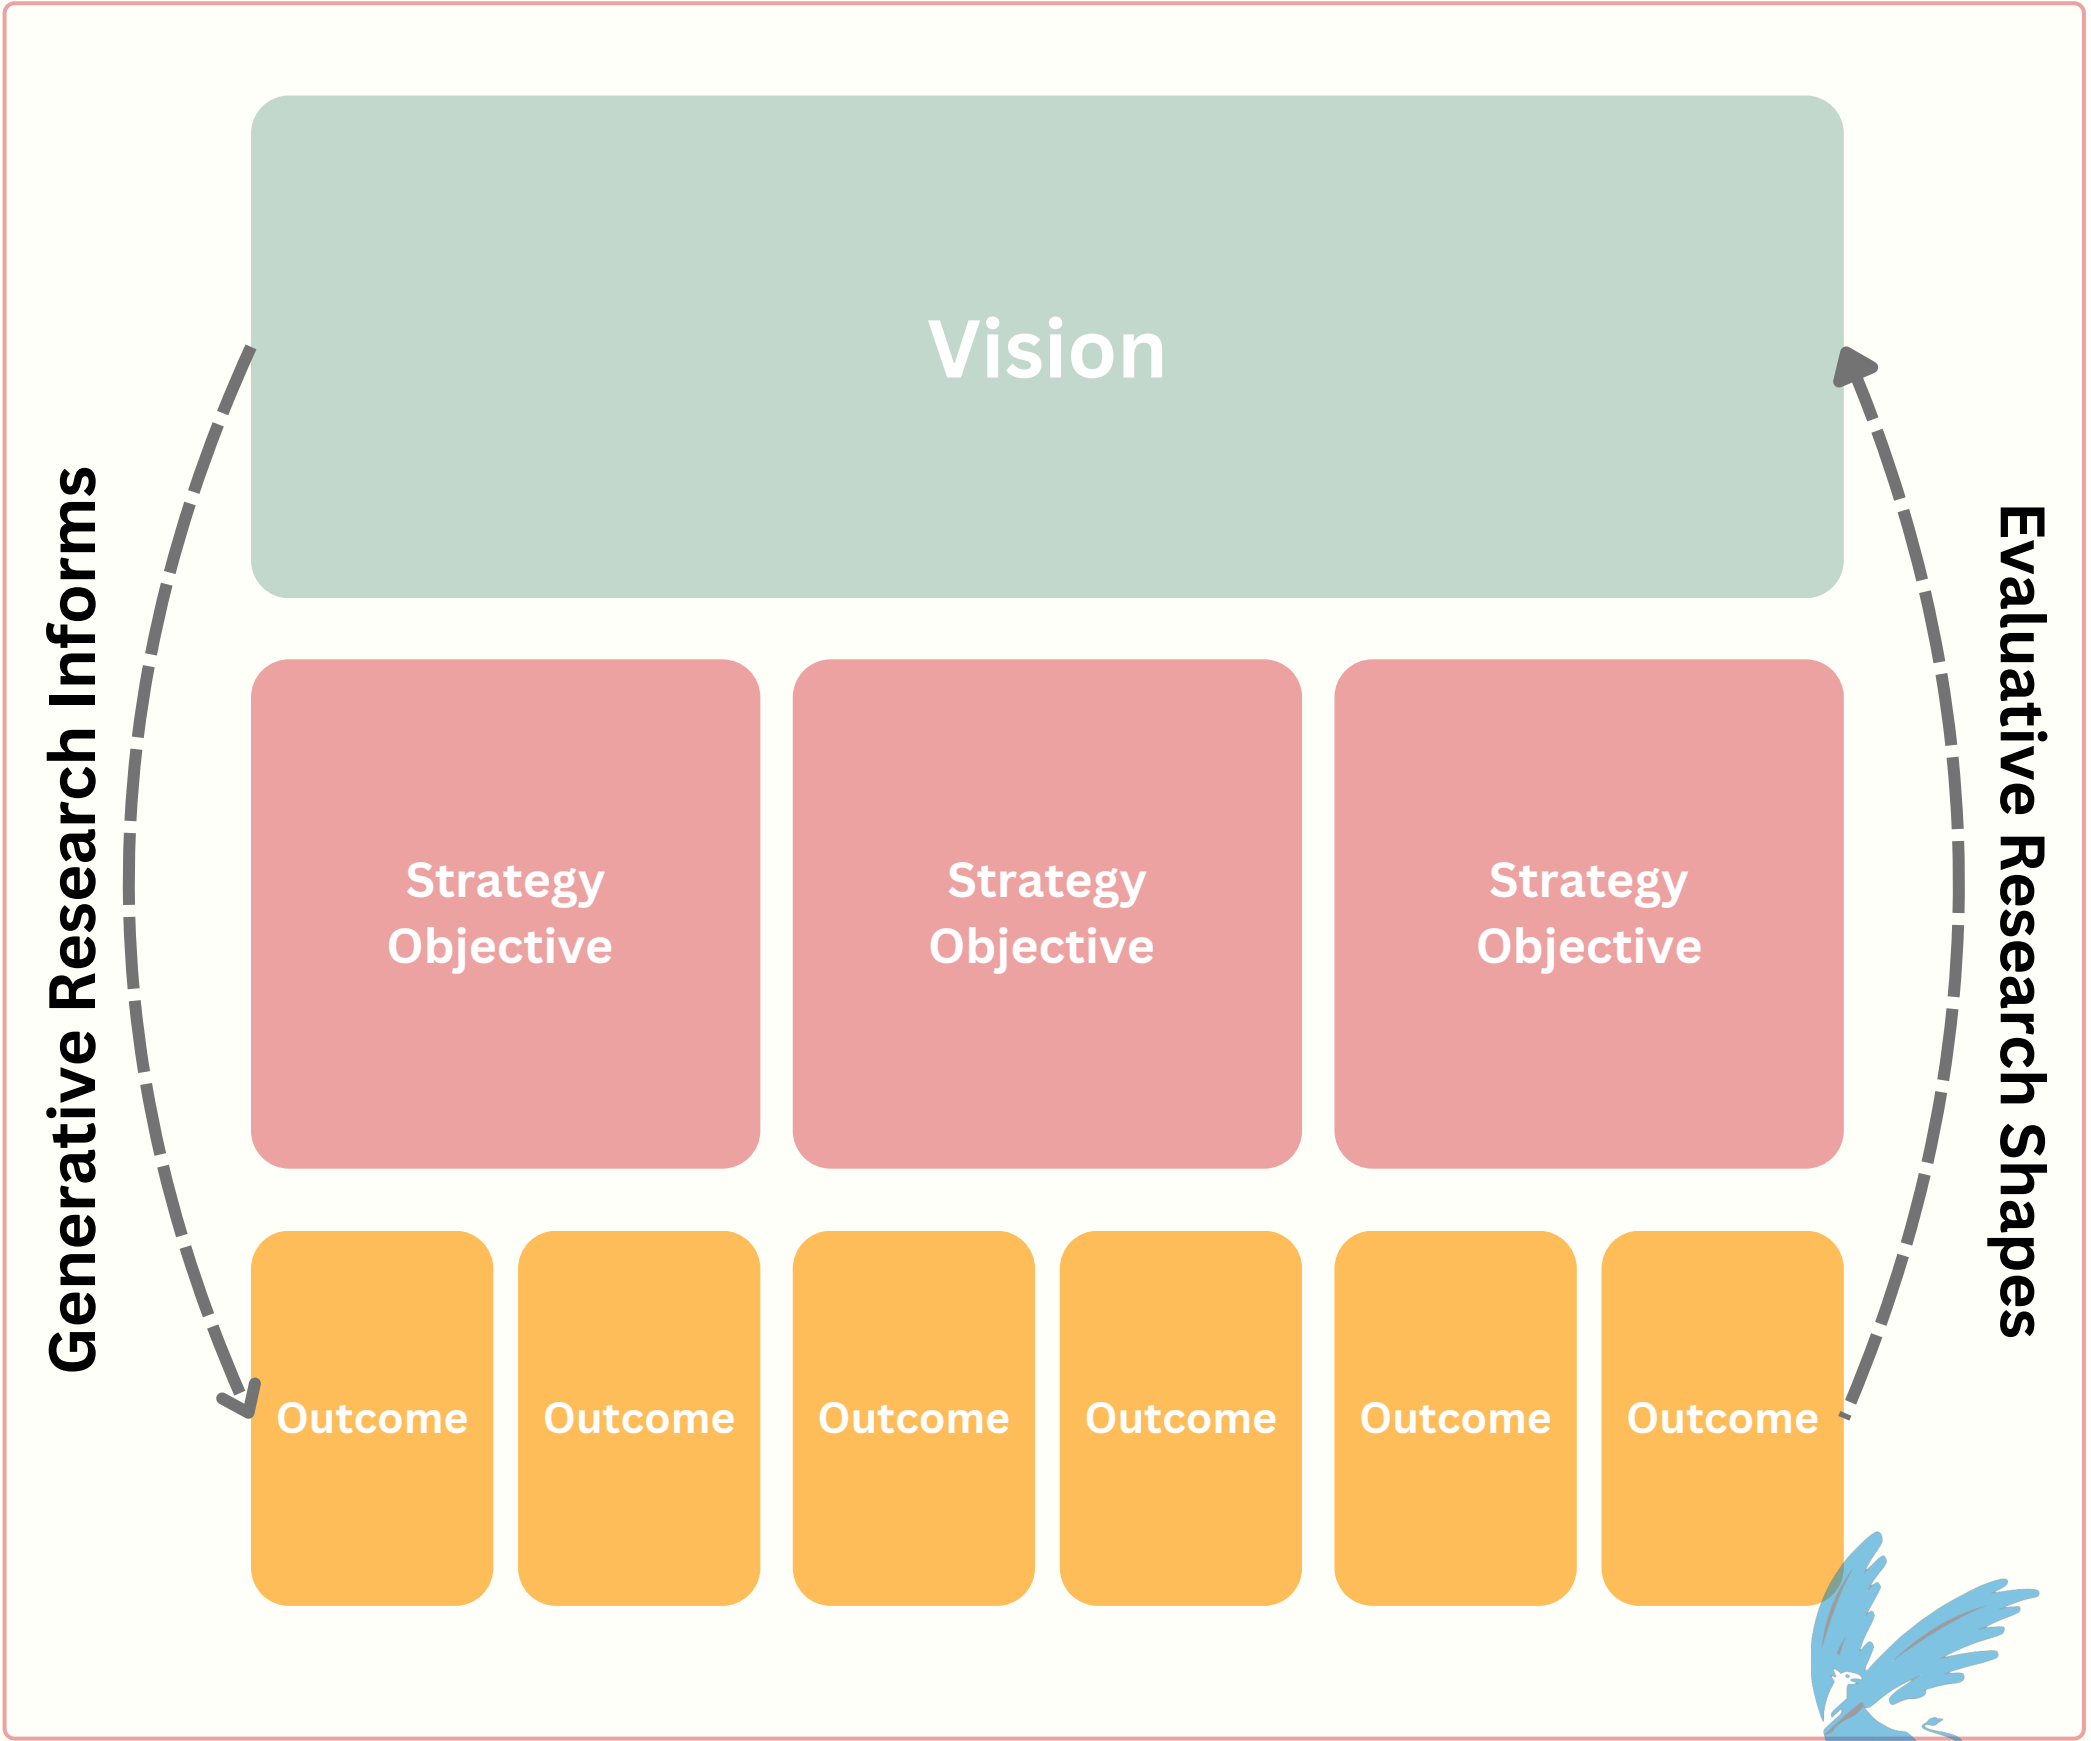 Vision
Generative Research Informs
Evaluative Research Shapes
Strategy
Objective
Strategy
Objective
Strategy
Objective
Outcome
Outcome
Outcome
Outcome
Outcome
Outcome